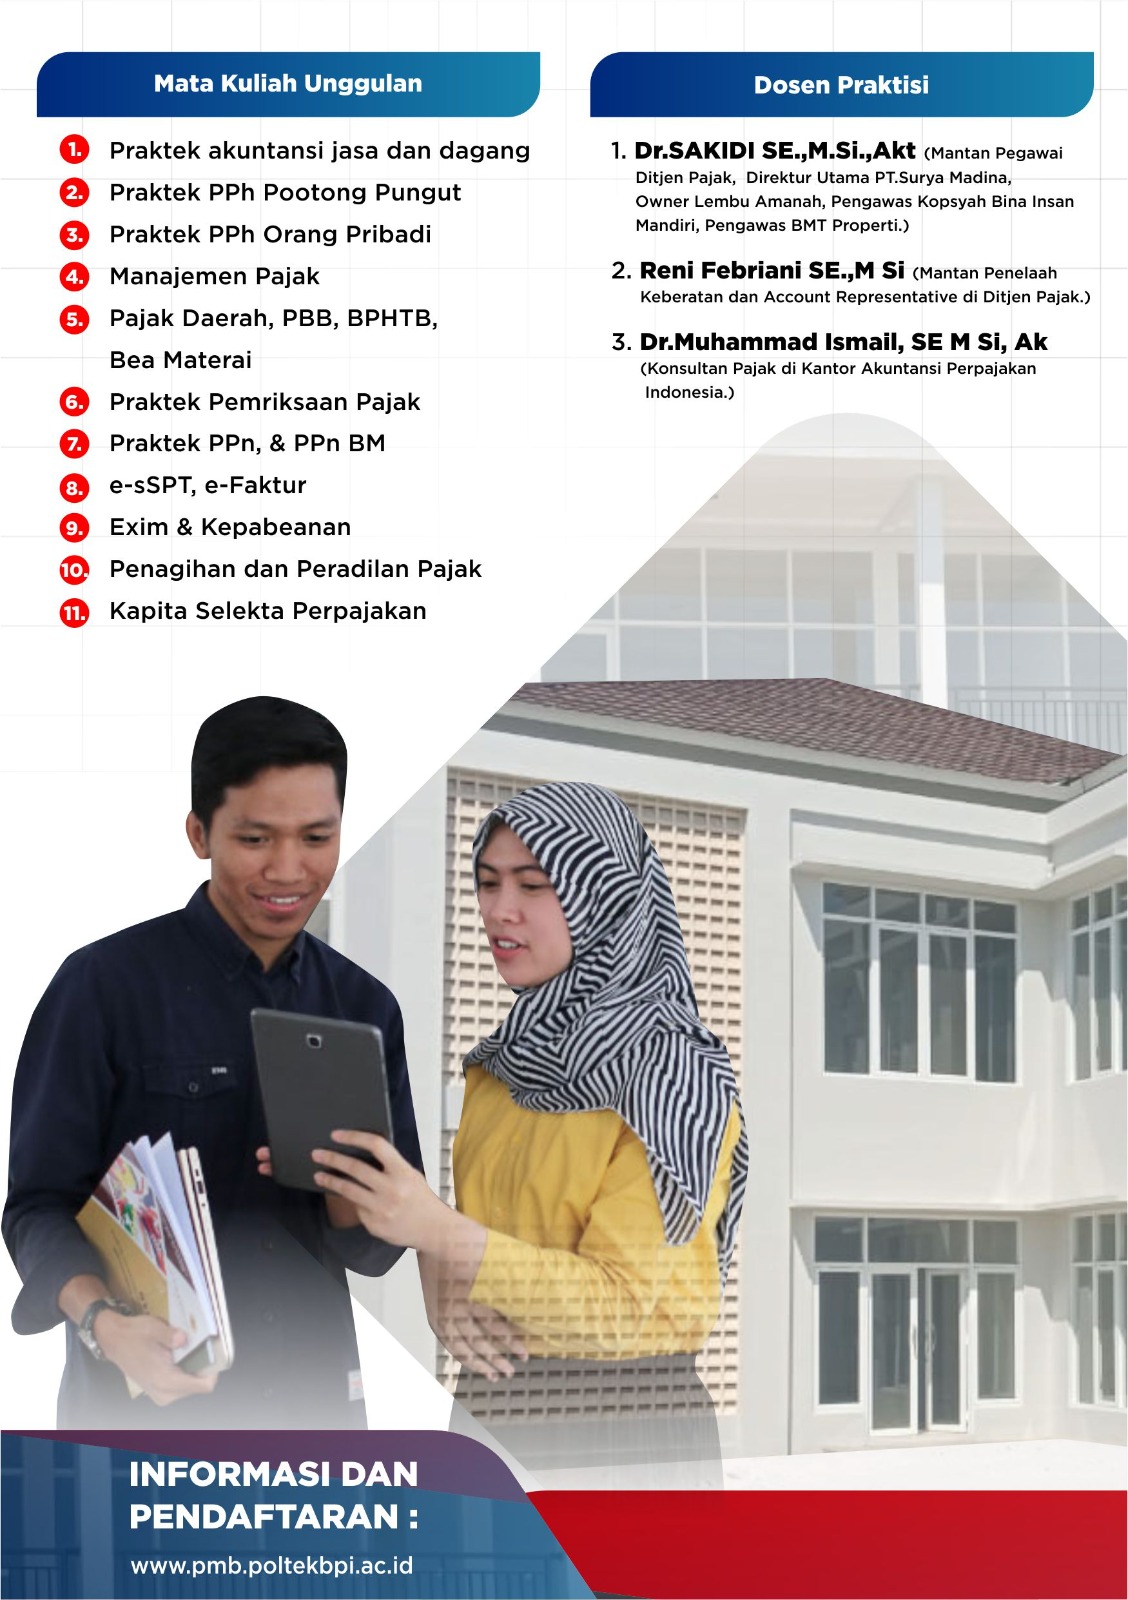 Mata Kuliah Unggulan
1. Praktek akuntansi jasa dan dagang
2. Praktek PPh Pootong Pungut
3. Praktek PPh Orang Pribadi
4. Manajemen Pajak
5. Pajak Daerah, PBB, BPHTB,
Bea Materai
6. Praktek Pemriksaan Pajak
7. Praktek PPn, & PPn BM
8. e-sSPT, e-Faktur
9. Exim & Kepabeanan
10. Penagihan dan Peradilan Pajak
11. Kapita Selekta Perpajakan
Dosen Praktisi
1. Dr.SAKIDI SE.,M.Si.,Akt (Mantan Pegawai
Ditjen Pajak, Direktur Utama PT.Surya Madina,
Owner Lembu Amanah, Pengawas Kopsyah Bina Insan
Mandiri, Pengawas BMT Properti.)
2. Reni Febriani SE.,M Si (Mantan Penelaah
Keberatan dan Account Representative di Ditjen Pajak.)
3. Dr.Muhammad Ismail, SE M Si, Ak
(Konsultan Pajak di Kantor Akuntansi Perpajakan
Indonesia.)
INFORMASI DAN
PENDAFTARAN :
www.pmb.poltekbpi.ac.id